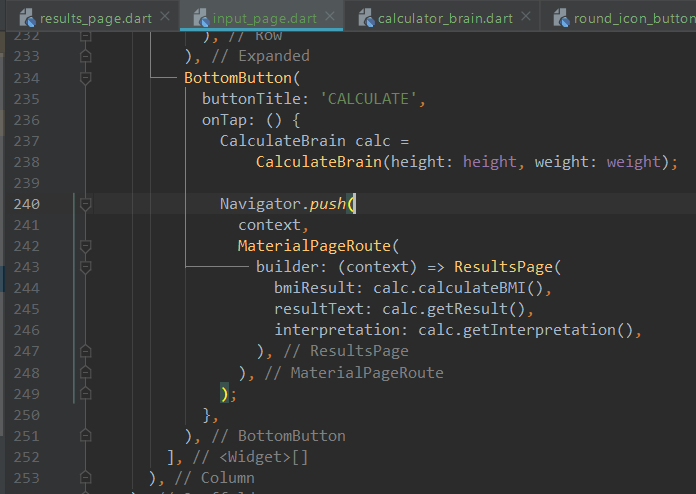 results_page.dart × input_page.dart × calculator_brain.dart × round_icon_button
232 ), // Row
233 ), // Expanded
234 BottomButton(
235 buttonTitle: 'CALCULATE',
236 onTap: () {
237 CalculateBrain calc =
238 CalculateBrain(height: height, weight: weight);
239
240 Navigator.push(
241 context,
242 MaterialPageRoute(
243 builder: (context) => ResultsPage(
244 bmiResult: calc.calculateBMI(),
245 resultText: calc.getResult(),
246 interpretation: calc.getInterpretation(),
247 ), // ResultsPage
248 ), // MaterialPageRoute
249 );
250 },
251 ), // BottomButton
252 ], // <Widget>[]
253 ), // Column